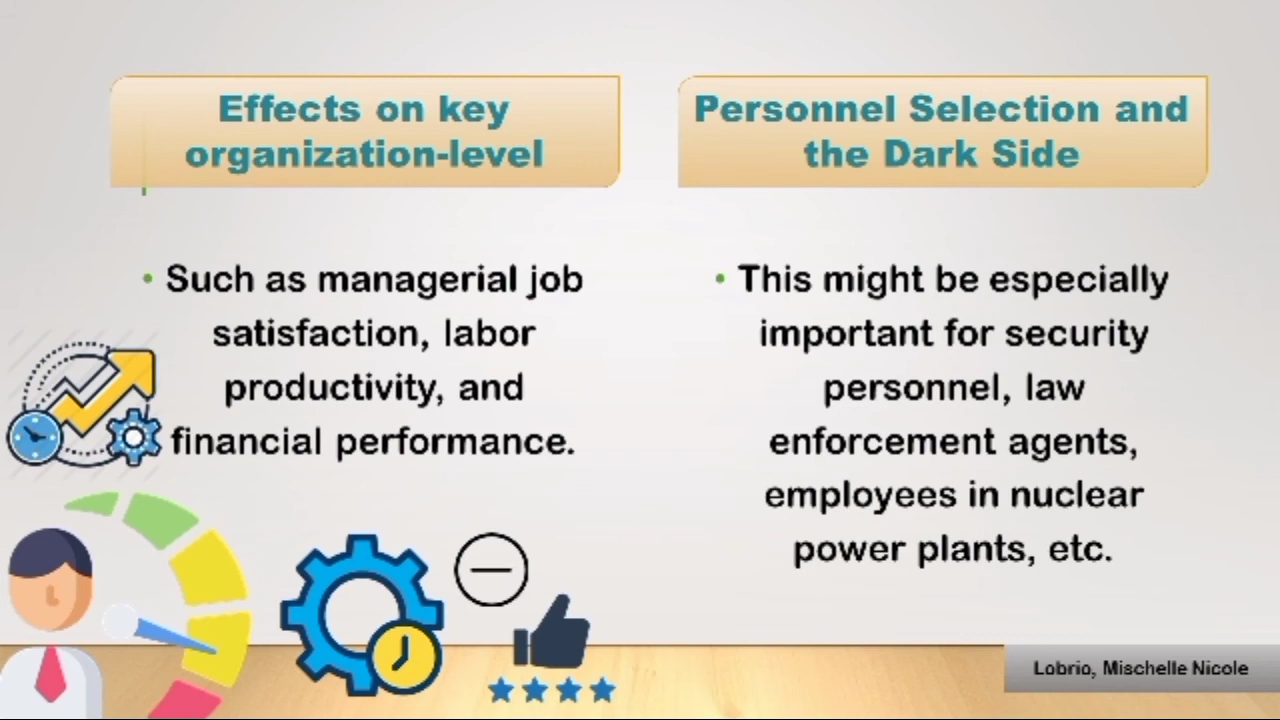 Effects on key
organization-level
Personnel Selection and
the Dark Side
• Such as managerial job
satisfaction, labor
productivity, and
financial performance.
• This might be especially
important for security
personnel, law
enforcement agents,
employees in nuclear
power plants, etc.
Lobrio, Mischelle Nicole